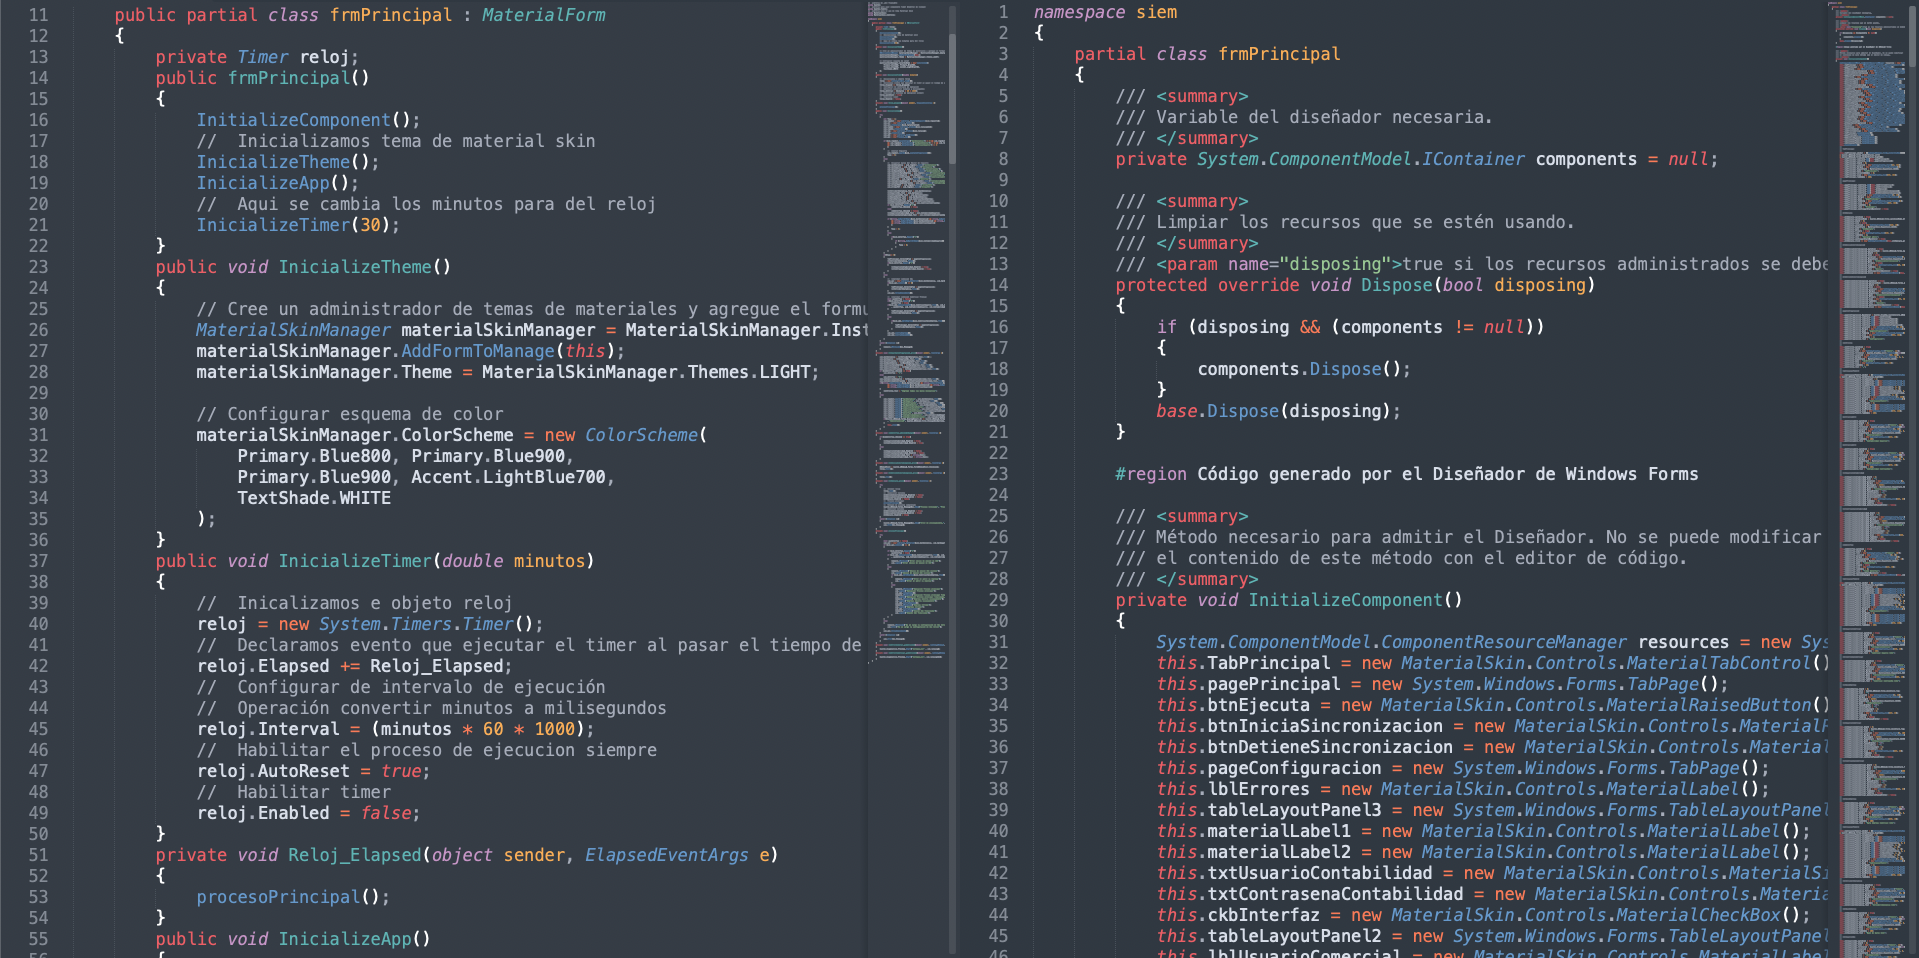 11 public partial class frmPrincipal : MaterialForm
12 {
13 private Timer reloj;
14 public frmPrincipal()
15 {
16 InitializeComponent();
17 //  Inicializamos tema de material skin
18 InicializeTheme();
19 InicializeApp();
20 //  Aqui se cambia los minutos para del reloj
21 InicializeTimer(30);
22 }
23 public void InicializeTheme()
24 {
25 // Cree un administrador de temas de materiales y agregue el formu
26 MaterialSkinManager materialSkinManager = MaterialSkinManager.Inst
27 materialSkinManager.AddFormToManage(this);
28 materialSkinManager.Theme = MaterialSkinManager.Themes.LIGHT;
29
30 // Configurar esquema de color
31 materialSkinManager.ColorScheme = new ColorScheme(
32 Primary.Blue800, Primary.Blue900,
33 Primary.Blue900, Accent.LightBlue700,
34 TextShade.WHITE
35 );
36 }
37 public void InicializeTimer(double minutos)
38 {
39 //  Inicalizamos e objeto reloj
40 reloj = new System.Timers.Timer();
41 //  Declaramos evento que ejecutar el timer al pasar el tiempo de
42 reloj.Elapsed += Reloj_Elapsed;
43 //  Configurar de intervalo de ejecución
44 //  Operación convertir minutos a milisegundos
45 reloj.Interval = (minutos * 60 * 1000);
46 //  Habilitar el proceso de ejecucion siempre
47 reloj.AutoReset = true;
48 //  Habilitar timer
49 reloj.Enabled = false;
50 }
51 private void Reloj_Elapsed(object sender, ElapsedEventArgs e)
52 {
53 procesoPrincipal();
54 }
55 public void InicializeApp()
56 {
1 namespace siem
2 {
3 partial class frmPrincipal
4 {
5 /// <summary>
6 /// Variable del diseñador necesaria.
7 /// </summary>
8 private System.ComponentModel.IContainer components = null;
9
10 /// <summary>
11 /// Limpiar los recursos que se estén usando.
12 /// </summary>
13 /// <param name="disposing">true si los recursos administrados se debe
14 protected override void Dispose(bool disposing)
15 {
16 if (disposing && (components != null))
17 {
18 components.Dispose();
19 }
20 base.Dispose(disposing);
21 }
22
23 #region Código generado por el Diseñador de Windows Forms
24
25 /// <summary>
26 /// Método necesario para admitir el Diseñador. No se puede modificar
27 /// el contenido de este método con el editor de código.
28 /// </summary>
29 private void InitializeComponent()
30 {
31 System.ComponentModel.ComponentResourceManager resources = new Sys
32 this.TabPrincipal = new MaterialSkin.Controls.MaterialTabControl()
33 this.pagePrincipal = new System.Windows.Forms.TabPage();
34 this.btnEjecuta = new MaterialSkin.Controls.MaterialRaisedButton()
35 this.btnIniciaSincronizacion = new MaterialSkin.Controls.MaterialR
36 this.btnDetieneSincronizacion = new MaterialSkin.Controls.Material
37 this.pageConfiguracion = new System.Windows.Forms.TabPage();
38 this.lblErrores = new MaterialSkin.Controls.MaterialLabel();
39 this.tableLayoutPanel3 = new System.Windows.Forms.TableLayoutPanel
40 this.materialLabel1 = new MaterialSkin.Controls.MaterialLabel();
41 this.materialLabel2 = new MaterialSkin.Controls.MaterialLabel();
42 this.txtUsuarioContabilidad = new MaterialSkin.Controls.MaterialSi
43 this.txtContrasenaContabilidad = new MaterialSkin.Controls.Materia
44 this.ckbInterfaz = new MaterialSkin.Controls.MaterialCheckBox();
45 this.tableLayoutPanel2 = new System.Windows.Forms.TableLayoutPanel
46 this.lblUsuarioComercial = new MaterialSkin.Controls.MaterialLabel